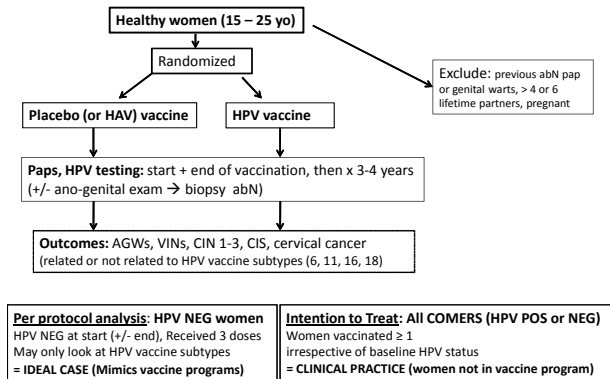 Healthy women (15 – 25 yo)
Randomized
Exclude: previous abN pap
or genital warts, > 4 or 6
lifetime partners, pregnant
Placebo (or HAV) vaccine
HPV vaccine
Paps, HPV testing: start + end of vaccination, then x 3-4 years
(+/- ano-genital exam → biopsy abN)
Outcomes: AGWs, VINs, CIN 1-3, CIS, cervical cancer
(related or not related to HPV vaccine subtypes (6, 11, 16, 18)
Per protocol analysis: HPV NEG women
HPV NEG at start (+/- end), Received 3 doses
May only look at HPV vaccine subtypes
= IDEAL CASE (Mimics vaccine programs)
Intention to Treat: All COMERS (HPV POS or NEG)
Women vaccinated ≥ 1
irrespective of baseline HPV status
= CLINICAL PRACTICE (women not in vaccine program)